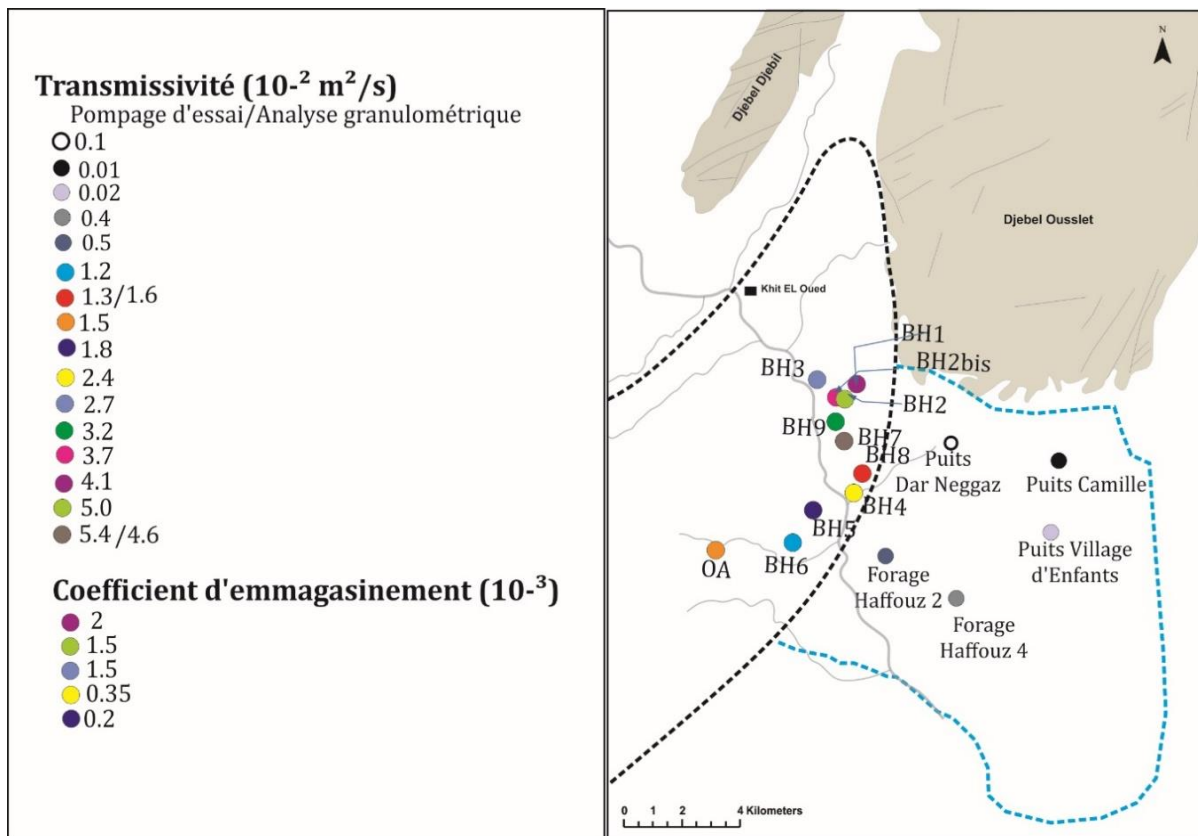 Transmissivité (10-² m²/s)
Pompage d'essai/Analyse granulométrique
0.1
0.01
0.02
0.4
0.5
1.2
1.3/1.6
1.5
1.8
2.4
2.7
3.2
3.7
4.1
5.0
5.4/4.6
Coefficient d'emmagasinement (10-³)
2
1.5
1.5
0.35
0.2
N
Djebel Djebil
Djebel Ousslet
Khit EL Oued
BH1
BH2bis
BH3
BH2
BH9
BH7
BH8
Puits
Dar Neggaz
Puits Camille
BH4
BH5
BH6
OA
Puits Village
d'Enfants
Forage
Haffouz 2
Forage
Haffouz 4
0 1 2 4 Kilometers